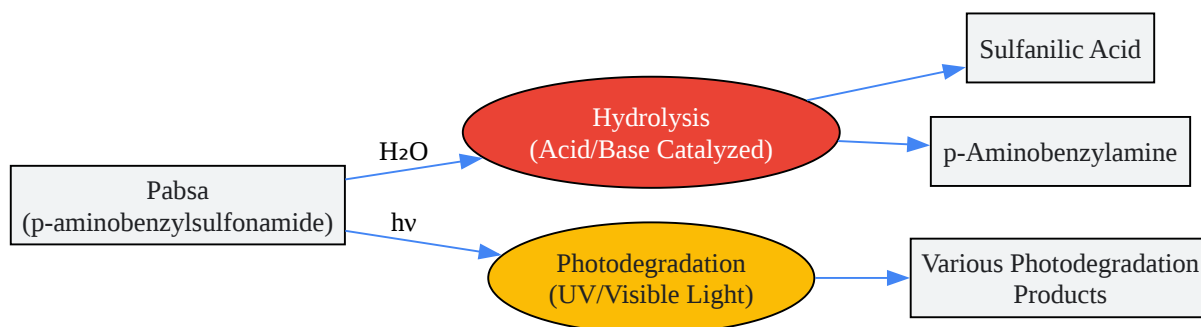 Sulfanilic Acid
Hydrolysis
(Acid/Base Catalyzed)
H₂O
p-Aminobenzylamine
Pabsa
(p-aminobenzylsulfonamide)
hν
Photodegradation
(UV/Visible Light)
Various Photodegradation
Products